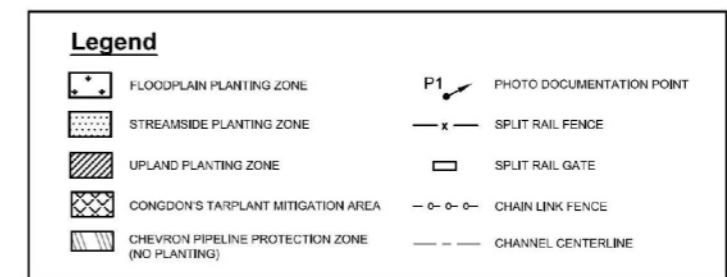 Legend
FLOODPLAIN PLANTING ZONE
STREAMSIDE PLANTING ZONE
UPLAND PLANTING ZONE
CONGDON'S TARPLANT MITIGATION AREA
CHEVRON PIPELINE PROTECTION ZONE
(NO PLANTING)
P1 PHOTO DOCUMENTATION POINT
x SPLIT RAIL FENCE
SPLIT RAIL GATE
CHAIN LINK FENCE
CHANNEL CENTERLINE